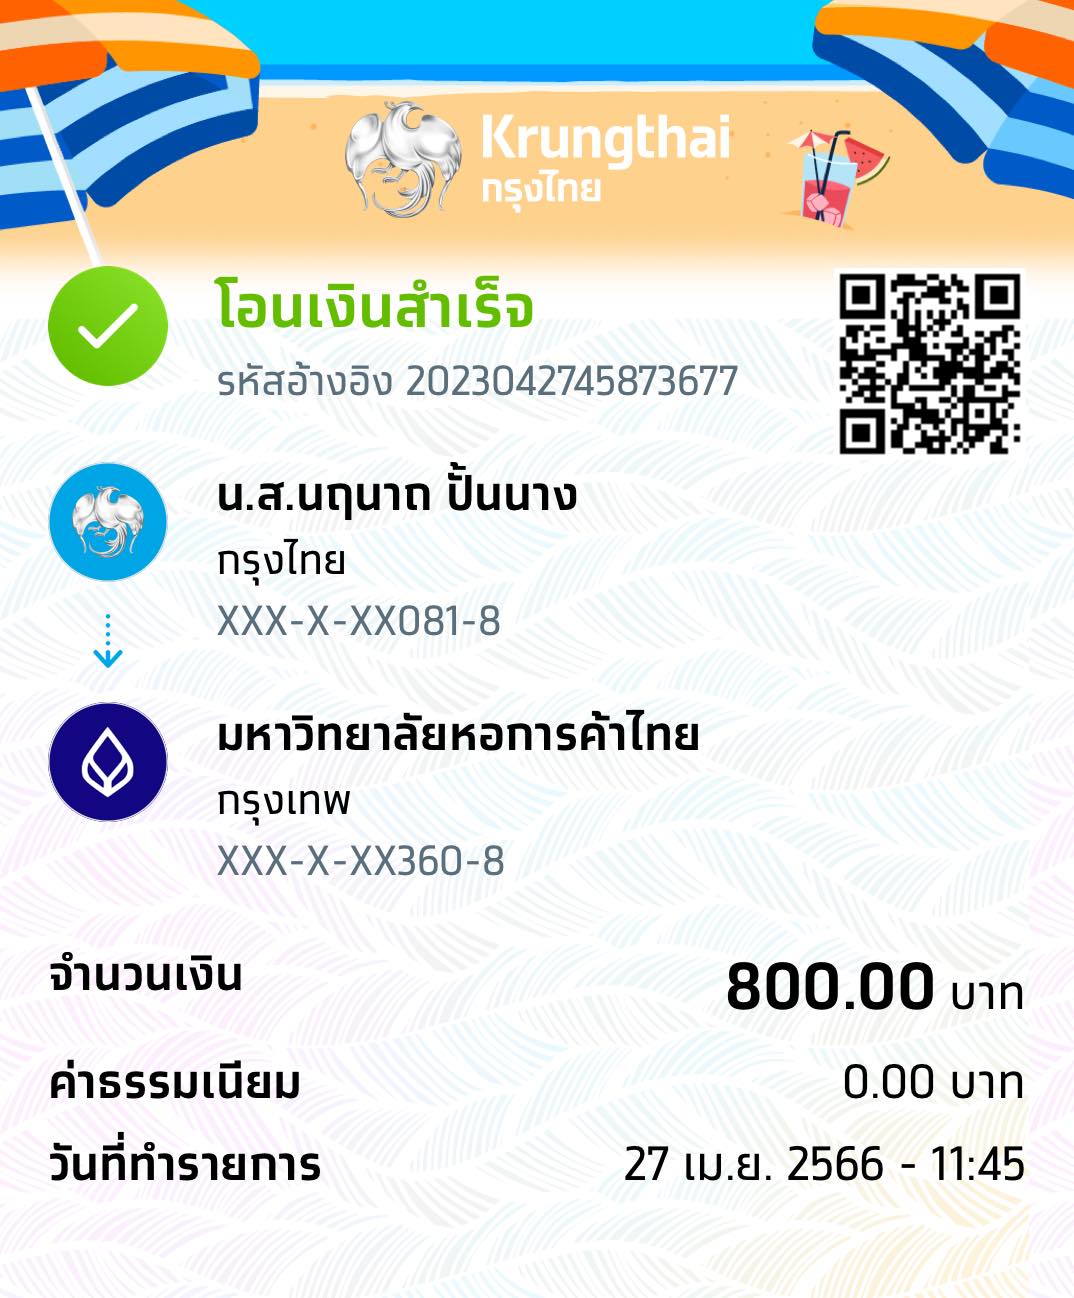 Krungthai
กรุงไทย
โอนเงินสำเร็จ
รหัสอ้างอิง 2023042745873677
น.ส.นฤนาถ ปั้นนาง
กรุงไทย
XXX-X-XX081-8
มหาวิทยาลัยหอการค้าไทย
กรุงเทพ
XXX-X-XX360-8
จำนวนเงิน 800.00 บาท
ค่าธรรมเนียม 0.00 บาท
วันที่ทำรายการ 27 เม.ย. 2566 - 11:45